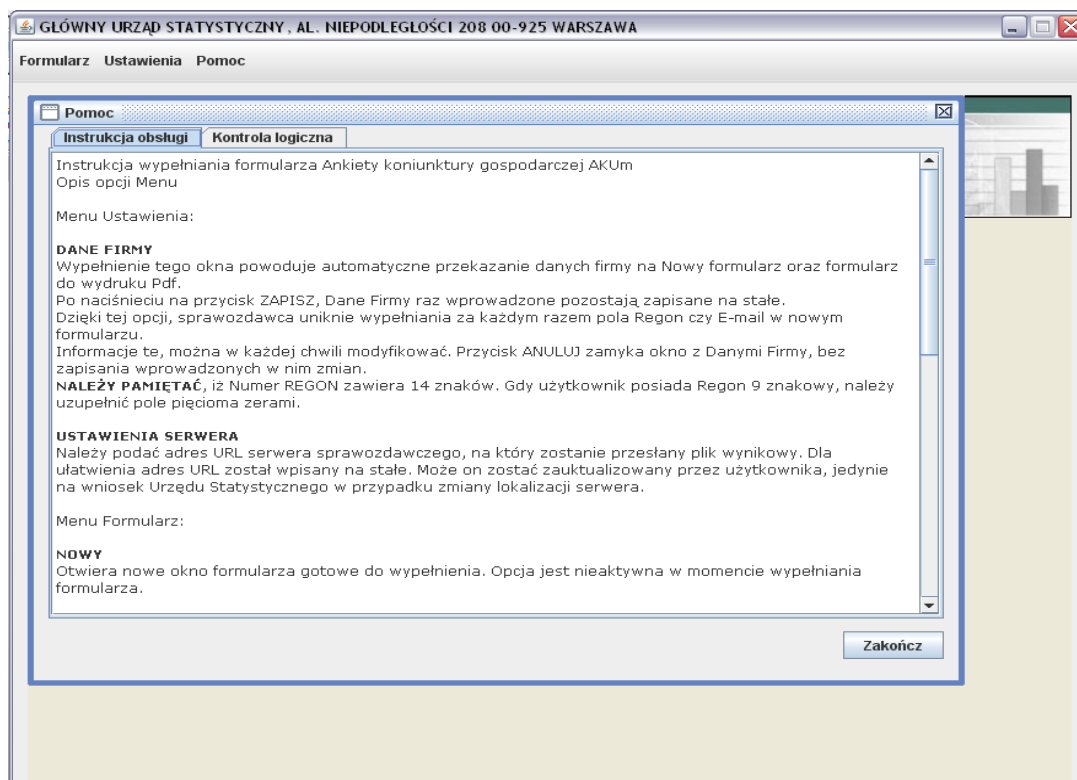 GLÓWNY URZĄD STATYSTYCZNY , AL. NIEPODLEGLOŚCI 208 00-925 WARSZAWA
Formularz Ustawienia Pomoc
Pomoc
Instrukcja obsługi Kontrola logiczna
Instrukcja wypełniania formularza Ankiety koniunktury gospodarczej AKUm
Opis opcji Menu
Menu Ustawienia:
DANE FIRMY
Wypełnienie tego okna powoduje automatyczne przekazanie danych firmy na Nowy formularz oraz formularz
do wydruku Pdf.
Po naciśnieciu na przycisk ZAPISZ, Dane Firmy raz wprowadzone pozostają zapisane na stałe.
Dzięki tej opcji, sprawozdawca uniknie wypełniania za każdym razem pola Regon czy E-mail w nowym
formularzu.
Informacje te, można w każdej chwili modyfikować. Przycisk ANULUJ zamyka okno z Danymi Firmy, bez
zapisania wprowadzonych w nim zmian.
NALEŻY PAMIĘTAĆ, iż Numer REGON zawiera 14 znaków. Gdy użytkownik posiada Regon 9 znakowy, należy
uzupełnić pole pięcioma zerami.
USTAWIENIA SERWERA
Należy podać adres URL serwera sprawozdawczego, na który zostanie przesłany plik wynikowy. Dla
ułatwienia adres URL został wpisany na stałe. Może on zostać zauktualizowany przez użytkownika, jedynie
na wniosek Urzędu Statystycznego w przypadku zmiany lokalizacji serwera.
Menu Formularz:
NOWY
Otwiera nowe okno formularza gotowe do wypełnienia. Opcja jest nieaktywna w momencie wypełniania
formularza.
Zakończ